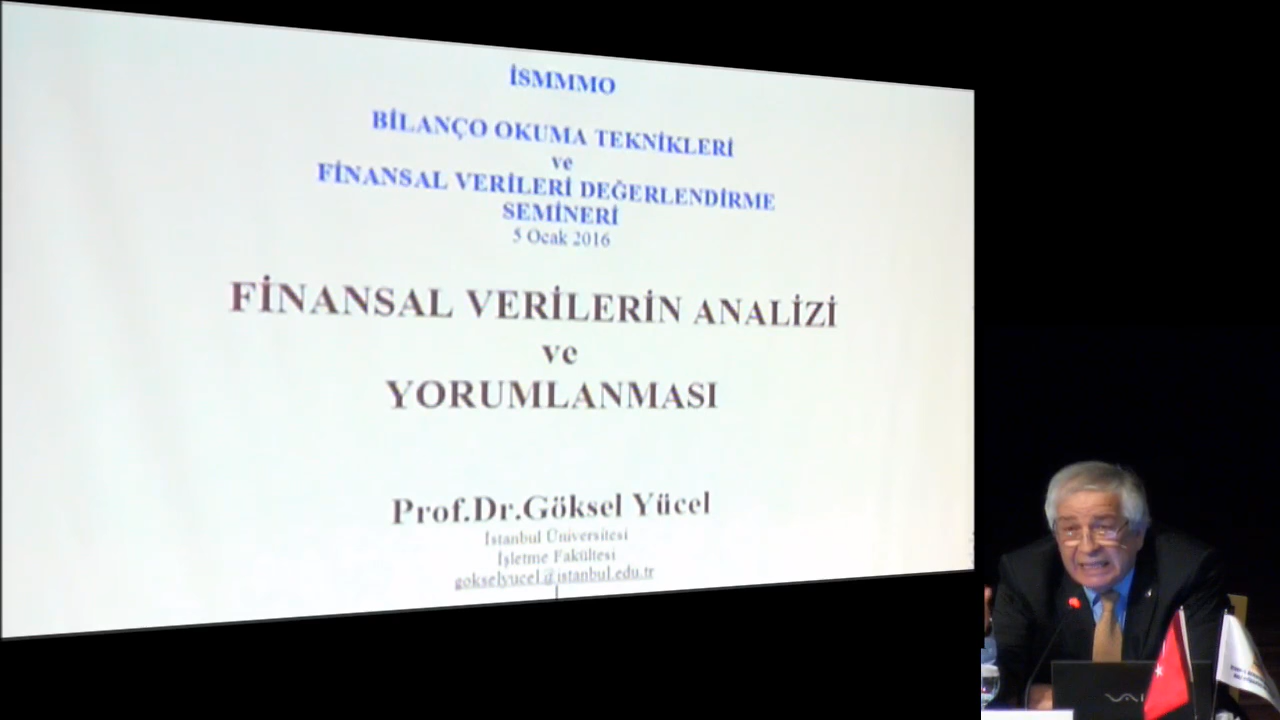 İSMMMO
BİLANÇO OKUMA TEKNİKLERİ
ve
FİNANSAL VERİLERİ DEĞERLENDİRME
SEMİNERİ
5 Ocak 2016
FİNANSAL VERİLERİN ANALİZİ
ve
YORUMLANMASI
Prof.Dr.Göksel Yücel
İstanbul Üniversitesi
İşletme Fakültesi
gokselyucel@istanbul.edu.tr